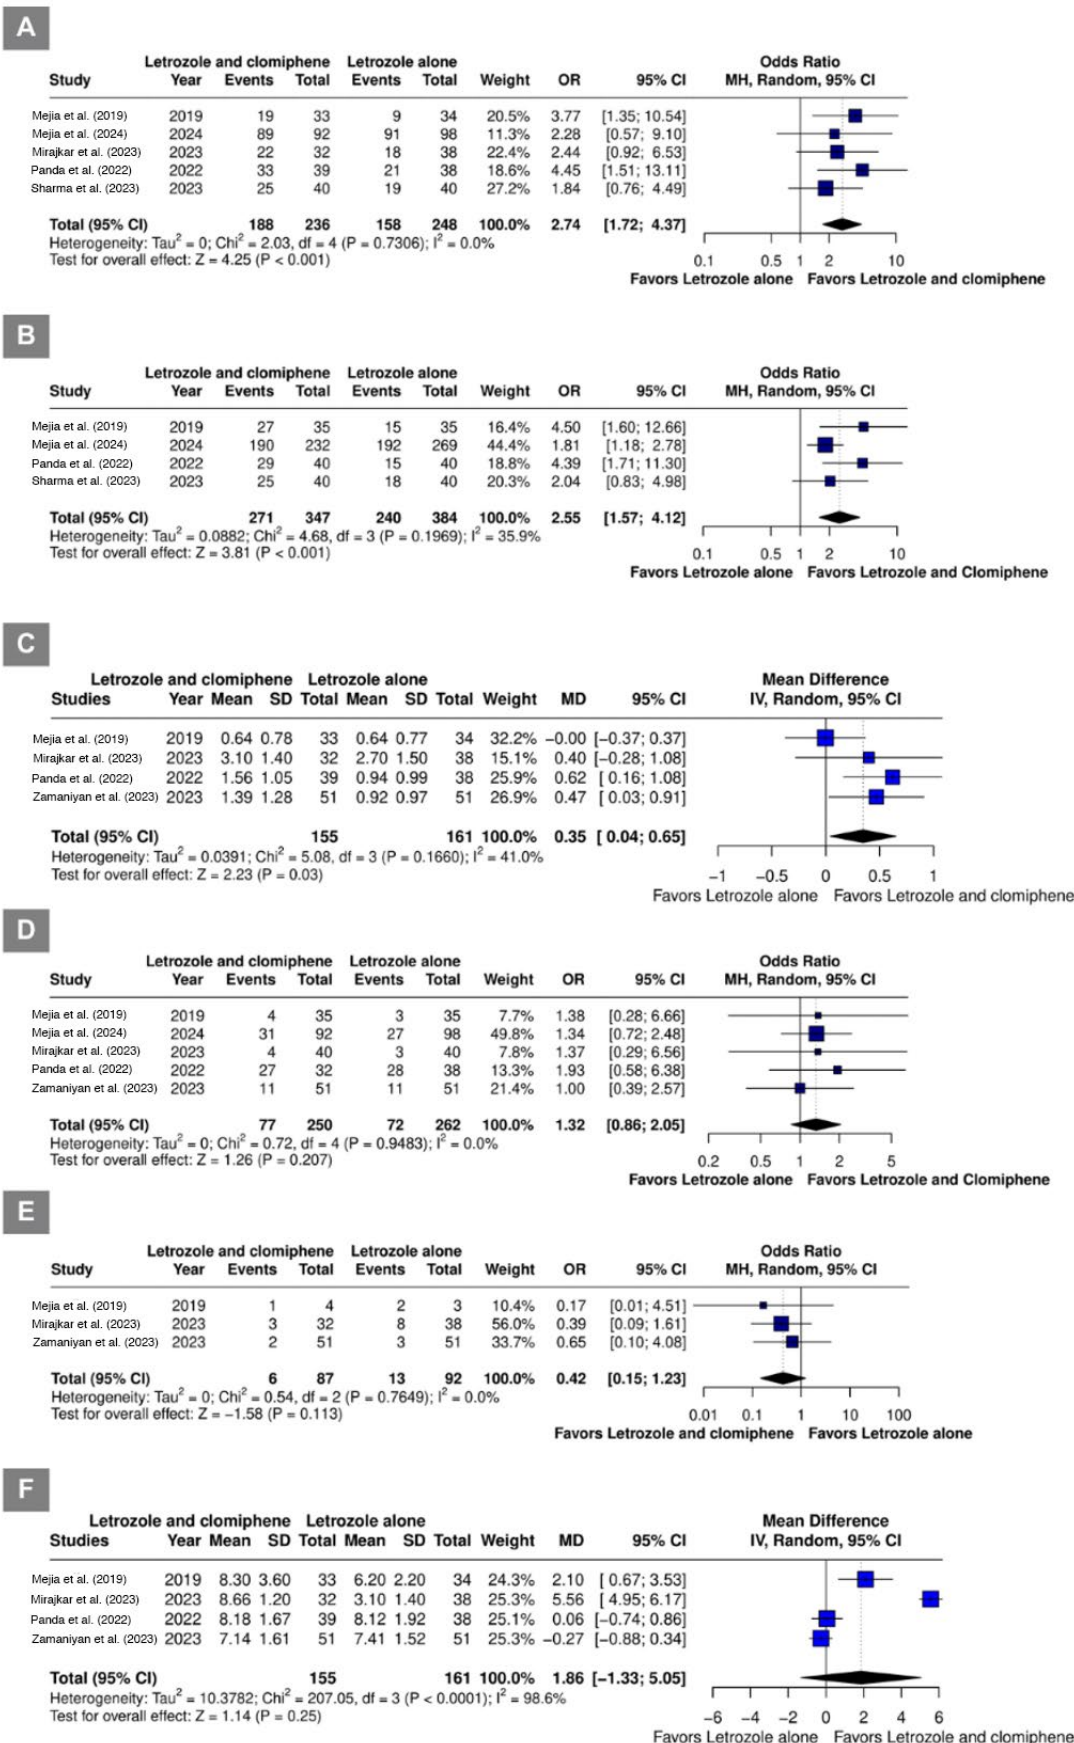 A
Letrozole and clomiphene Letrozole alone Odds Ratio
Study Year Events Total Events Total Weight OR 95% CI MH, Random, 95% CI
Mejia et al. (2019) 2019 19 33 9 34 20.5% 3.77 [1.35; 10.54]
Mejia et al. (2024) 2024 89 92 91 98 11.3% 2.28 [0.57; 9.10]
Mirajkar et al. (2023) 2023 22 32 18 38 22.4% 2.44 [0.92; 6.53]
Panda et al. (2022) 2022 33 39 21 38 18.6% 4.45 [1.51; 13.11]
Sharma et al. (2023) 2023 25 40 19 40 27.2% 1.84 [0.76; 4.49]
Total (95% CI) 188 236 158 248 100.0% 2.74 [1.72; 4.37]
Heterogeneity: Tau² = 0; Chi² = 2.03, df = 4 (P = 0.7306); I² = 0.0%
Test for overall effect: Z = 4.25 (P < 0.001)
0.1 0.5 1 2 10
Favors Letrozole alone Favors Letrozole and clomiphene
B
Letrozole and clomiphene Letrozole alone Odds Ratio
Study Year Events Total Events Total Weight OR 95% CI MH, Random, 95% CI
Mejia et al. (2019) 2019 27 35 15 35 16.4% 4.50 [1.60; 12.66]
Mejia et al. (2024) 2024 190 232 192 269 44.4% 1.81 [1.18; 2.78]
Panda et al. (2022) 2022 29 40 15 40 18.8% 4.39 [1.71; 11.30]
Sharma et al. (2023) 2023 25 40 18 40 20.3% 2.04 [0.83; 4.98]
Total (95% CI) 271 347 240 384 100.0% 2.55 [1.57; 4.12]
Heterogeneity: Tau² = 0.0882; Chi² = 4.68, df = 3 (P = 0.1969); I² = 35.9%
Test for overall effect: Z = 3.81 (P < 0.001)
0.1 0.5 1 2 10
Favors Letrozole alone Favors Letrozole and Clomiphene
C
Letrozole and clomiphene Letrozole alone Mean Difference
Studies Year Mean SD Total Mean SD Total Weight MD 95% CI IV, Random, 95% CI
Mejia et al. (2019) 2019 0.64 0.78 33 0.64 0.77 34 32.2% −0.00 [−0.37; 0.37]
Mirajkar et al. (2023) 2023 3.10 1.40 32 2.70 1.50 38 15.1% 0.40 [−0.28; 1.08]
Panda et al. (2022) 2022 1.56 1.05 39 0.94 0.99 38 25.9% 0.62 [ 0.16; 1.08]
Zamaniyan et al. (2023) 2023 1.39 1.28 51 0.92 0.97 51 26.9% 0.47 [ 0.03; 0.91]
Total (95% CI) 155 161 100.0% 0.35 [ 0.04; 0.65]
Heterogeneity: Tau² = 0.0391; Chi² = 5.08, df = 3 (P = 0.1660); I² = 41.0%
Test for overall effect: Z = 2.23 (P = 0.03)
−1 −0.5 0 0.5 1
Favors Letrozole alone Favors Letrozole and clomiphene
D
Letrozole and clomiphene Letrozole alone Odds Ratio
Study Year Events Total Events Total Weight OR 95% CI MH, Random, 95% CI
Mejia et al. (2019) 2019 4 35 3 35 7.7% 1.38 [0.28; 6.66]
Mejia et al. (2024) 2024 31 92 27 98 49.8% 1.34 [0.72; 2.48]
Mirajkar et al. (2023) 2023 4 40 3 40 7.8% 1.37 [0.29; 6.56]
Panda et al. (2022) 2022 27 32 28 38 13.3% 1.93 [0.58; 6.38]
Zamaniyan et al. (2023) 2023 11 51 11 51 21.4% 1.00 [0.39; 2.57]
Total (95% CI) 77 250 72 262 100.0% 1.32 [0.86; 2.05]
Heterogeneity: Tau² = 0; Chi² = 0.72, df = 4 (P = 0.9483); I² = 0.0%
Test for overall effect: Z = 1.26 (P = 0.207)
0.2 0.5 1 2 5
Favors Letrozole alone Favors Letrozole and Clomiphene
E
Letrozole and clomiphene Letrozole alone Odds Ratio
Study Year Events Total Events Total Weight OR 95% CI MH, Random, 95% CI
Mejia et al. (2019) 2019 1 4 2 3 10.4% 0.17 [0.01; 4.51]
Mirajkar et al. (2023) 2023 3 32 8 38 56.0% 0.39 [0.09; 1.61]
Zamaniyan et al. (2023) 2023 2 51 3 51 33.7% 0.65 [0.10; 4.08]
Total (95% CI) 6 87 13 92 100.0% 0.42 [0.15; 1.23]
Heterogeneity: Tau² = 0; Chi² = 0.54, df = 2 (P = 0.7649); I² = 0.0%
Test for overall effect: Z = −1.58 (P = 0.113)
0.01 0.1 1 10 100
Favors Letrozole and clomiphene Favors Letrozole alone
F
Letrozole and clomiphene Letrozole alone Mean Difference
Studies Year Mean SD Total Mean SD Total Weight MD 95% CI IV, Random, 95% CI
Mejia et al. (2019) 2019 8.30 3.60 33 6.20 2.20 34 24.3% 2.10 [ 0.67; 3.53]
Mirajkar et al. (2023) 2023 8.66 1.20 32 3.10 1.40 38 25.3% 5.56 [ 4.95; 6.17]
Panda et al. (2022) 2022 8.18 1.67 39 8.12 1.92 38 25.1% 0.06 [−0.74; 0.86]
Zamaniyan et al. (2023) 2023 7.14 1.61 51 7.41 1.52 51 25.3% −0.27 [−0.88; 0.34]
Total (95% CI) 155 161 100.0% 1.86 [−1.33; 5.05]
Heterogeneity: Tau² = 10.3782; Chi² = 207.05, df = 3 (P < 0.0001); I² = 98.6%
Test for overall effect: Z = 1.14 (P = 0.25)
−6 −4 −2 0 2 4 6
Favors Letrozole alone Favors Letrozole and clomiphene